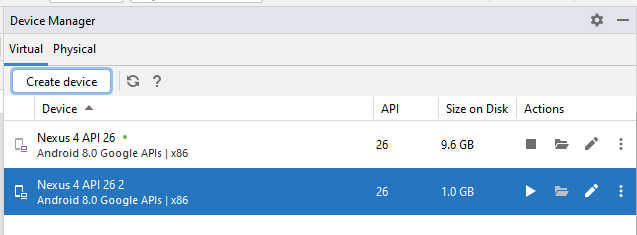 Device Manager
Virtual Physical
Create device ?
Device API Size on Disk Actions
Nexus 4 API 26 26 9.6 GB
Android 8.0 Google APIs | x86
Nexus 4 API 26 2 26 1.0 GB
Android 8.0 Google APIs | x86